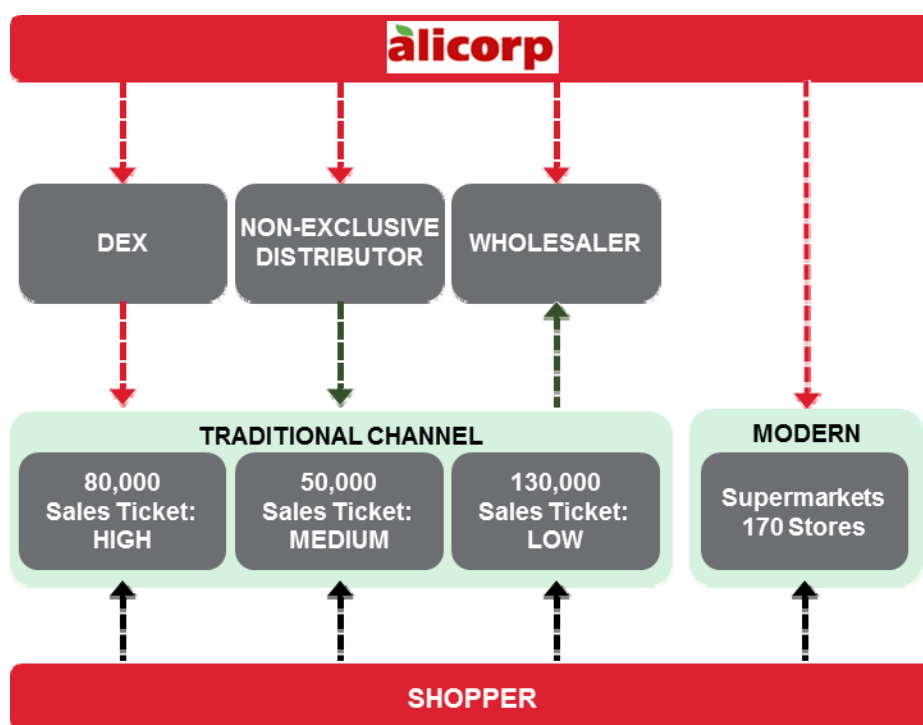 alicorp
DEX
NON-EXCLUSIVE
DISTRIBUTOR
WHOLESALER
TRADITIONAL CHANNEL
80,000
Sales Ticket:
HIGH
50,000
Sales Ticket:
MEDIUM
130,000
Sales Ticket:
LOW
MODERN
Supermarkets
170 Stores
SHOPPER